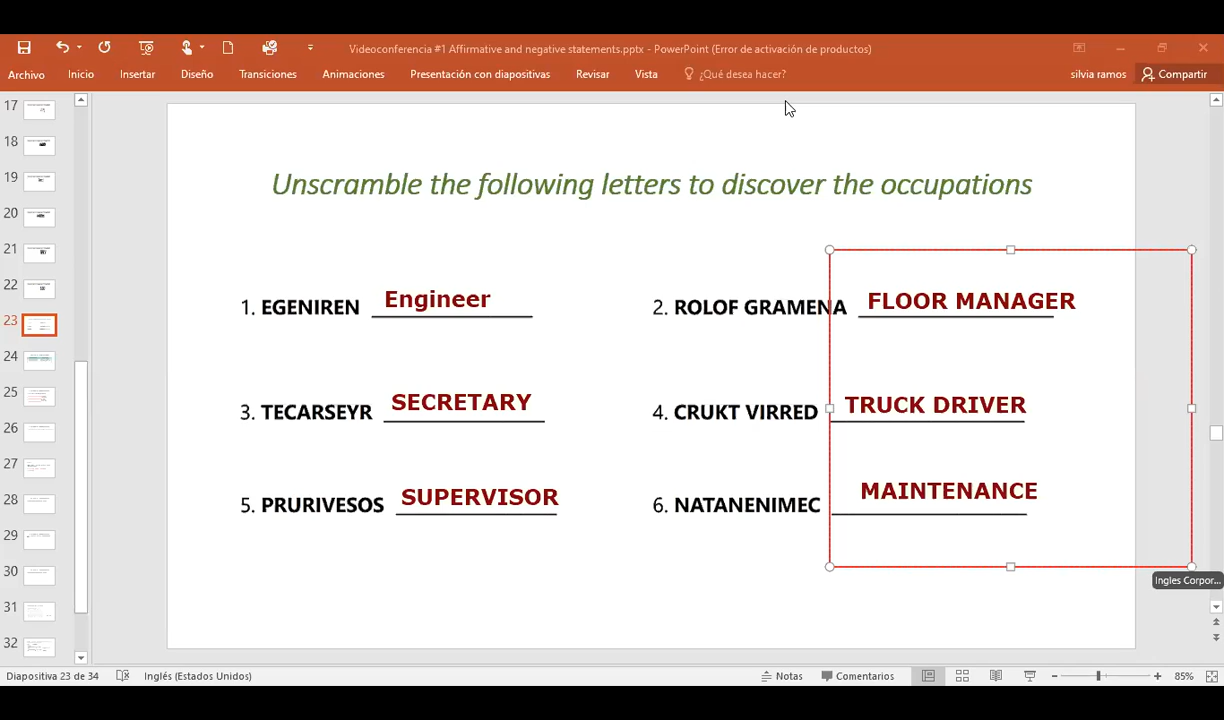 Videoconferencia #1 Affirmative and negative statements.pptx - PowerPoint (Error de activación de productos)
Archivo Inicio Insertar Diseño Transiciones Animaciones Presentación con diapositivas Revisar Vista ¿Qué desea hacer? silvia ramos Compartir
17
18
19
20
21
22
23
24
25
26
27
28
29
30
31
32
Unscramble the following letters to discover the occupations
1. EGENIREN Engineer
2. ROLOF GRAMENA FLOOR MANAGER
3. TECARSEYR SECRETARY
4. CRUKT VIRRED TRUCK DRIVER
5. PRURIVESOS SUPERVISOR
6. NATANENIMEC MAINTENANCE
Ingles Corpor...
Diapositiva 23 de 34 Inglés (Estados Unidos) Notas Comentarios 85%